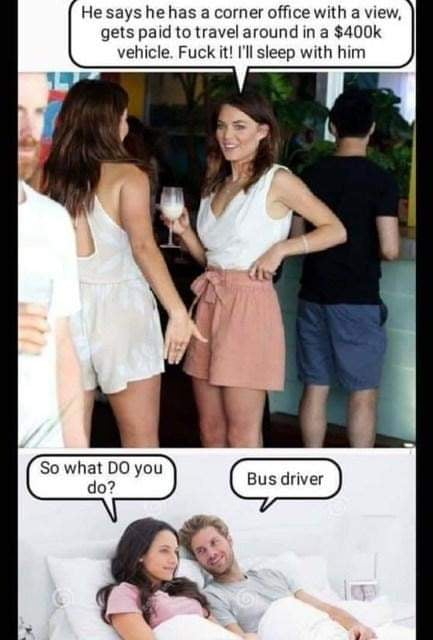 He says he has a corner office with a view,
gets paid to travel around in a $400k
vehicle. Fuck it! I'll sleep with him
So what DO you
do?
Bus driver